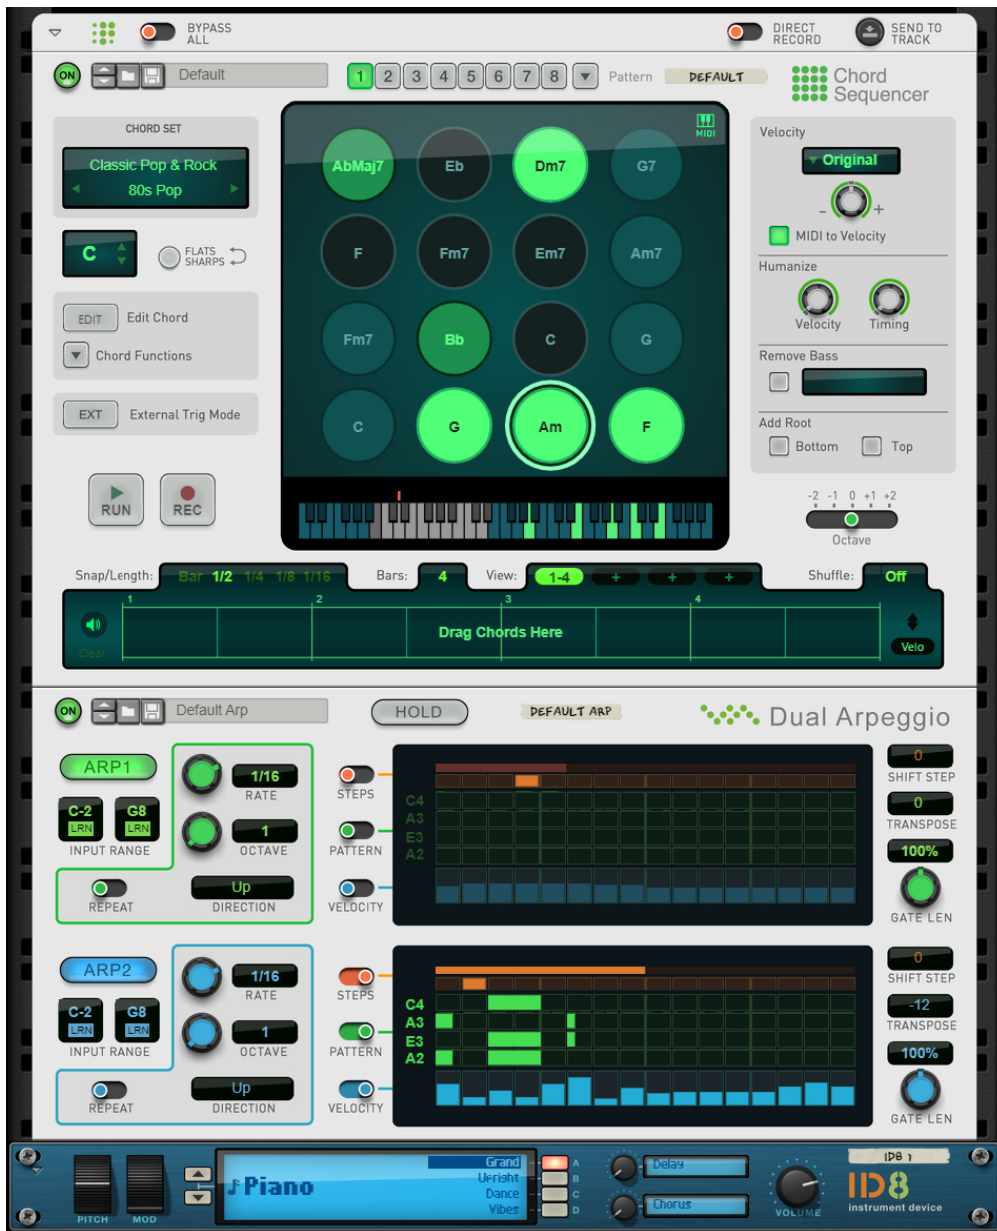 BYPASS ALL
DIRECT RECORD
SEND TO TRACK
ON
Default
1 2 3 4 5 6 7 8
Pattern
DEFAULT
Chord Sequencer
CHORD SET
Classic Pop & Rock
80s Pop
C
FLATS
SHARPS
EDIT Edit Chord
Chord Functions
EXT External Trig Mode
RUN REC
MIDI
AbMaj7 Eb Dm7 G7
F Fm7 Em7 Am7
Fm7 Bb C G
C G Am F
Velocity
Original
- +
MIDI to Velocity
Humanize
Velocity Timing
Remove Bass
Add Root
Bottom Top
-2 -1 0 +1 +2
Octave
Snap/Length: Bar 1/2 1/4 1/8 1/16 Bars: 4 View: 1-4 + + + Shuffle: Off
1 2 3 4
Drag Chords Here
Clear
Velo
ON
Default Arp
HOLD
DEFAULT ARP
Dual Arpeggio
ARP1
C-2 G8
LRN LRN
INPUT RANGE
REPEAT
1/16
RATE
1
OCTAVE
Up
DIRECTION
STEPS
PATTERN
VELOCITY
C4
A3
E3
A2
0
SHIFT STEP
0
TRANSPOSE
100%
GATE LEN
ARP2
C-2 G8
LRN LRN
INPUT RANGE
REPEAT
1/16
RATE
1
OCTAVE
Up
DIRECTION
STEPS
PATTERN
VELOCITY
C4
A3
E3
A2
0
SHIFT STEP
-12
TRANSPOSE
100%
GATE LEN
PITCH MOD
Piano
Grand
Upright
Dance
Vibes
A
B
C
D
Delay
Chorus
VOLUME
ID8 1
ID8
instrument device